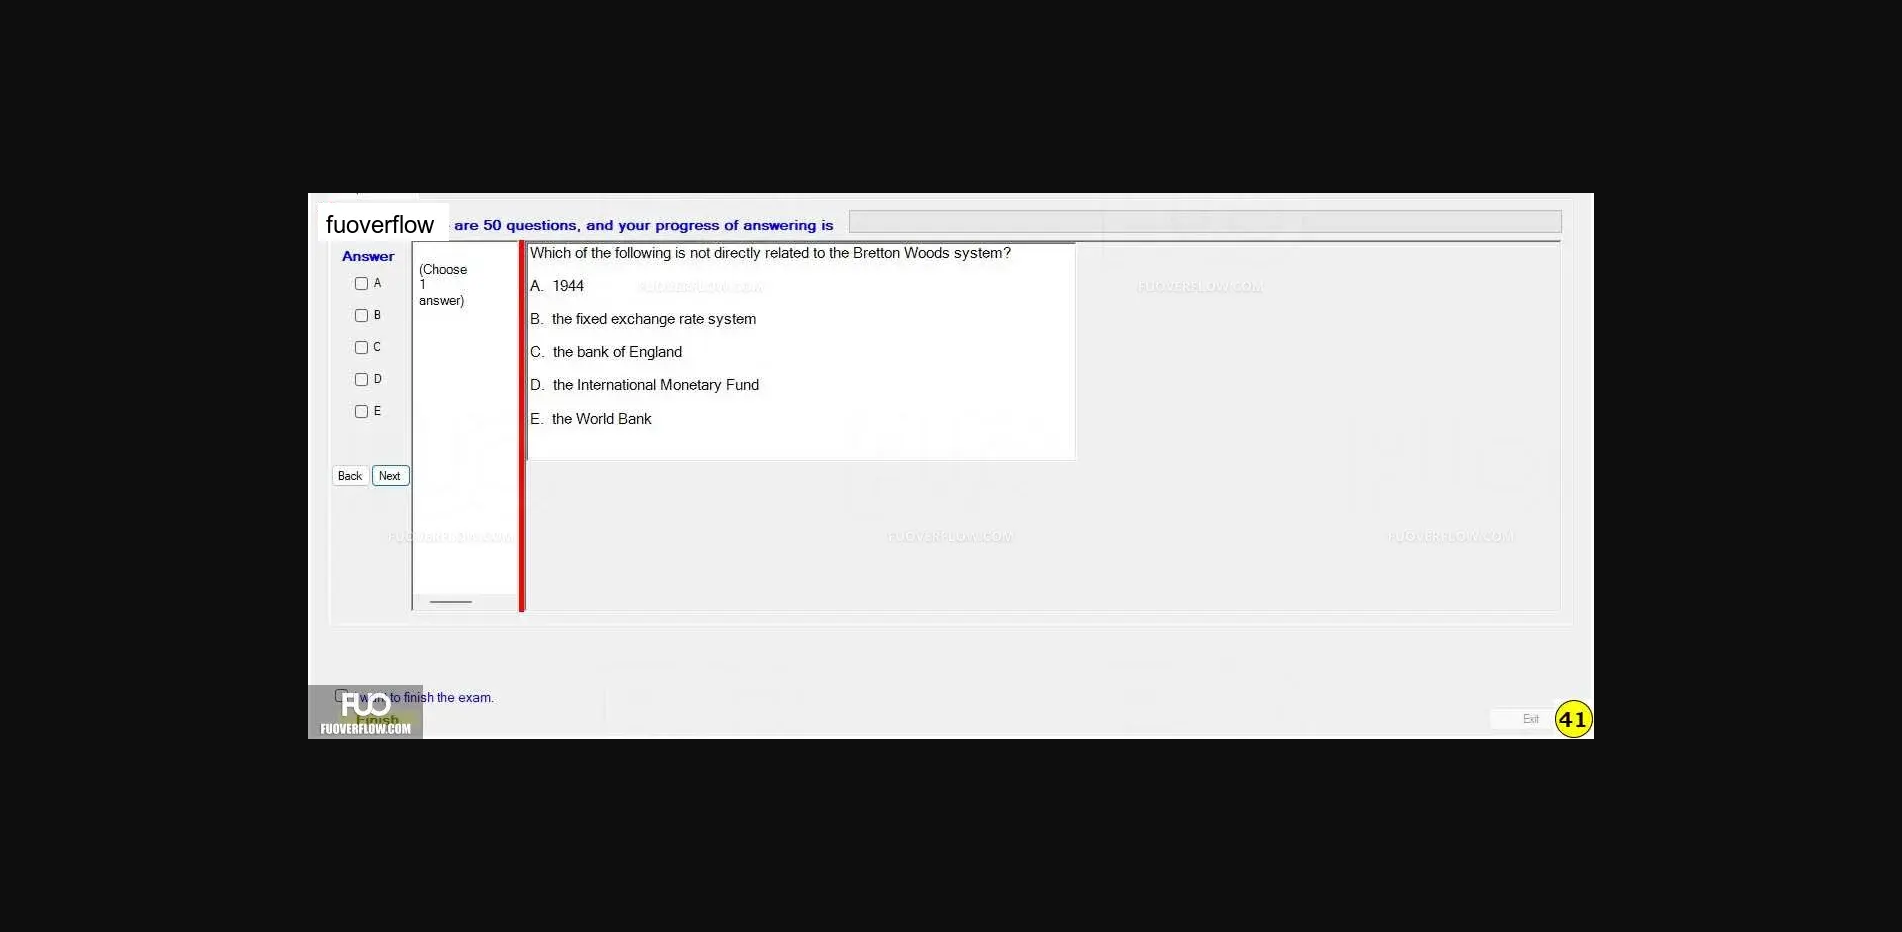 fuoverflow
are 50 questions, and your progress of answering is
Answer
A
B
C
D
E
Back Next
(Choose
1
answer)
Which of the following is not directly related to the Bretton Woods system?
A. 1944
B. the fixed exchange rate system
C. the bank of England
D. the International Monetary Fund
E. the World Bank
FUOVERFLOW.COM
FUOVERFLOW.COM
FUOVERFLOW.COM
FUOVERFLOW.COM
FUOVERFLOW.COM
want to finish the exam.
Finish
FUO
FUOVERFLOW.COM
Exit
41